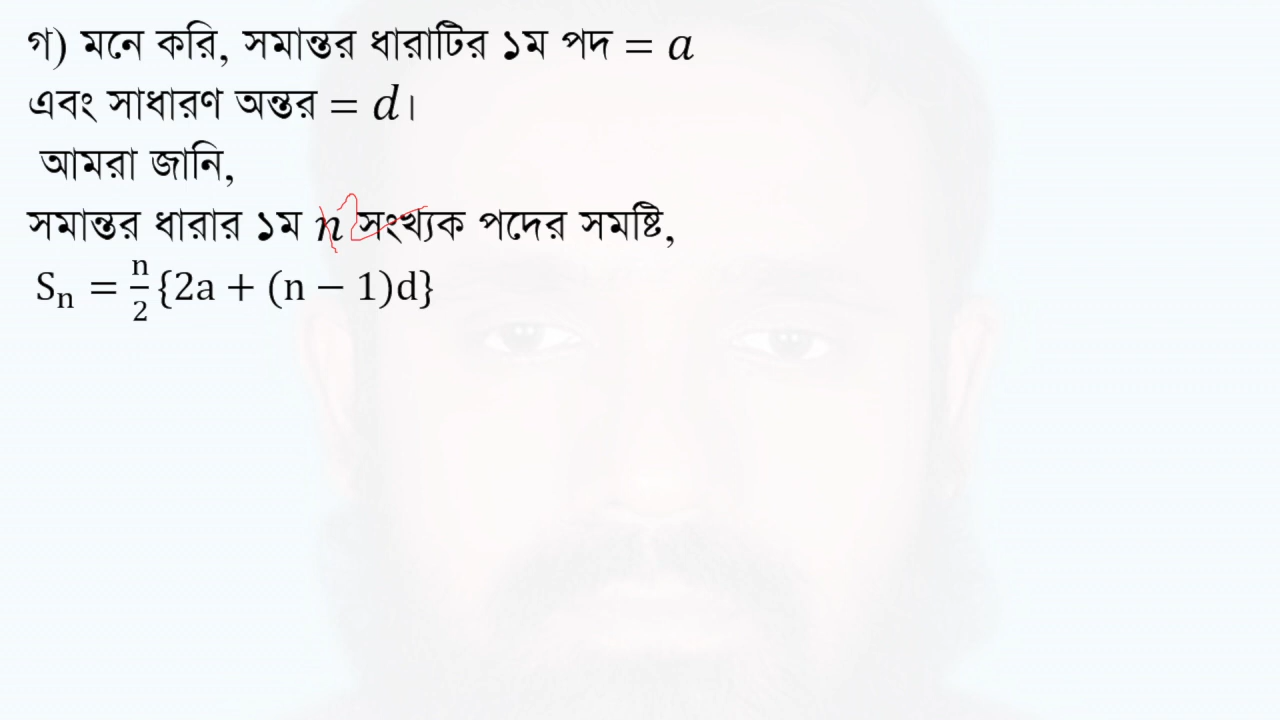 গ) মনে করি, সমান্তর ধারাটির ১ম পদ = a
এবং সাধারণ অন্তর = d।
আমরা জানি,
সমান্তর ধারার ১ম n সংখ্যক পদের সমষ্টি,
Sₙ = n/2 {2a + (n − 1)d}